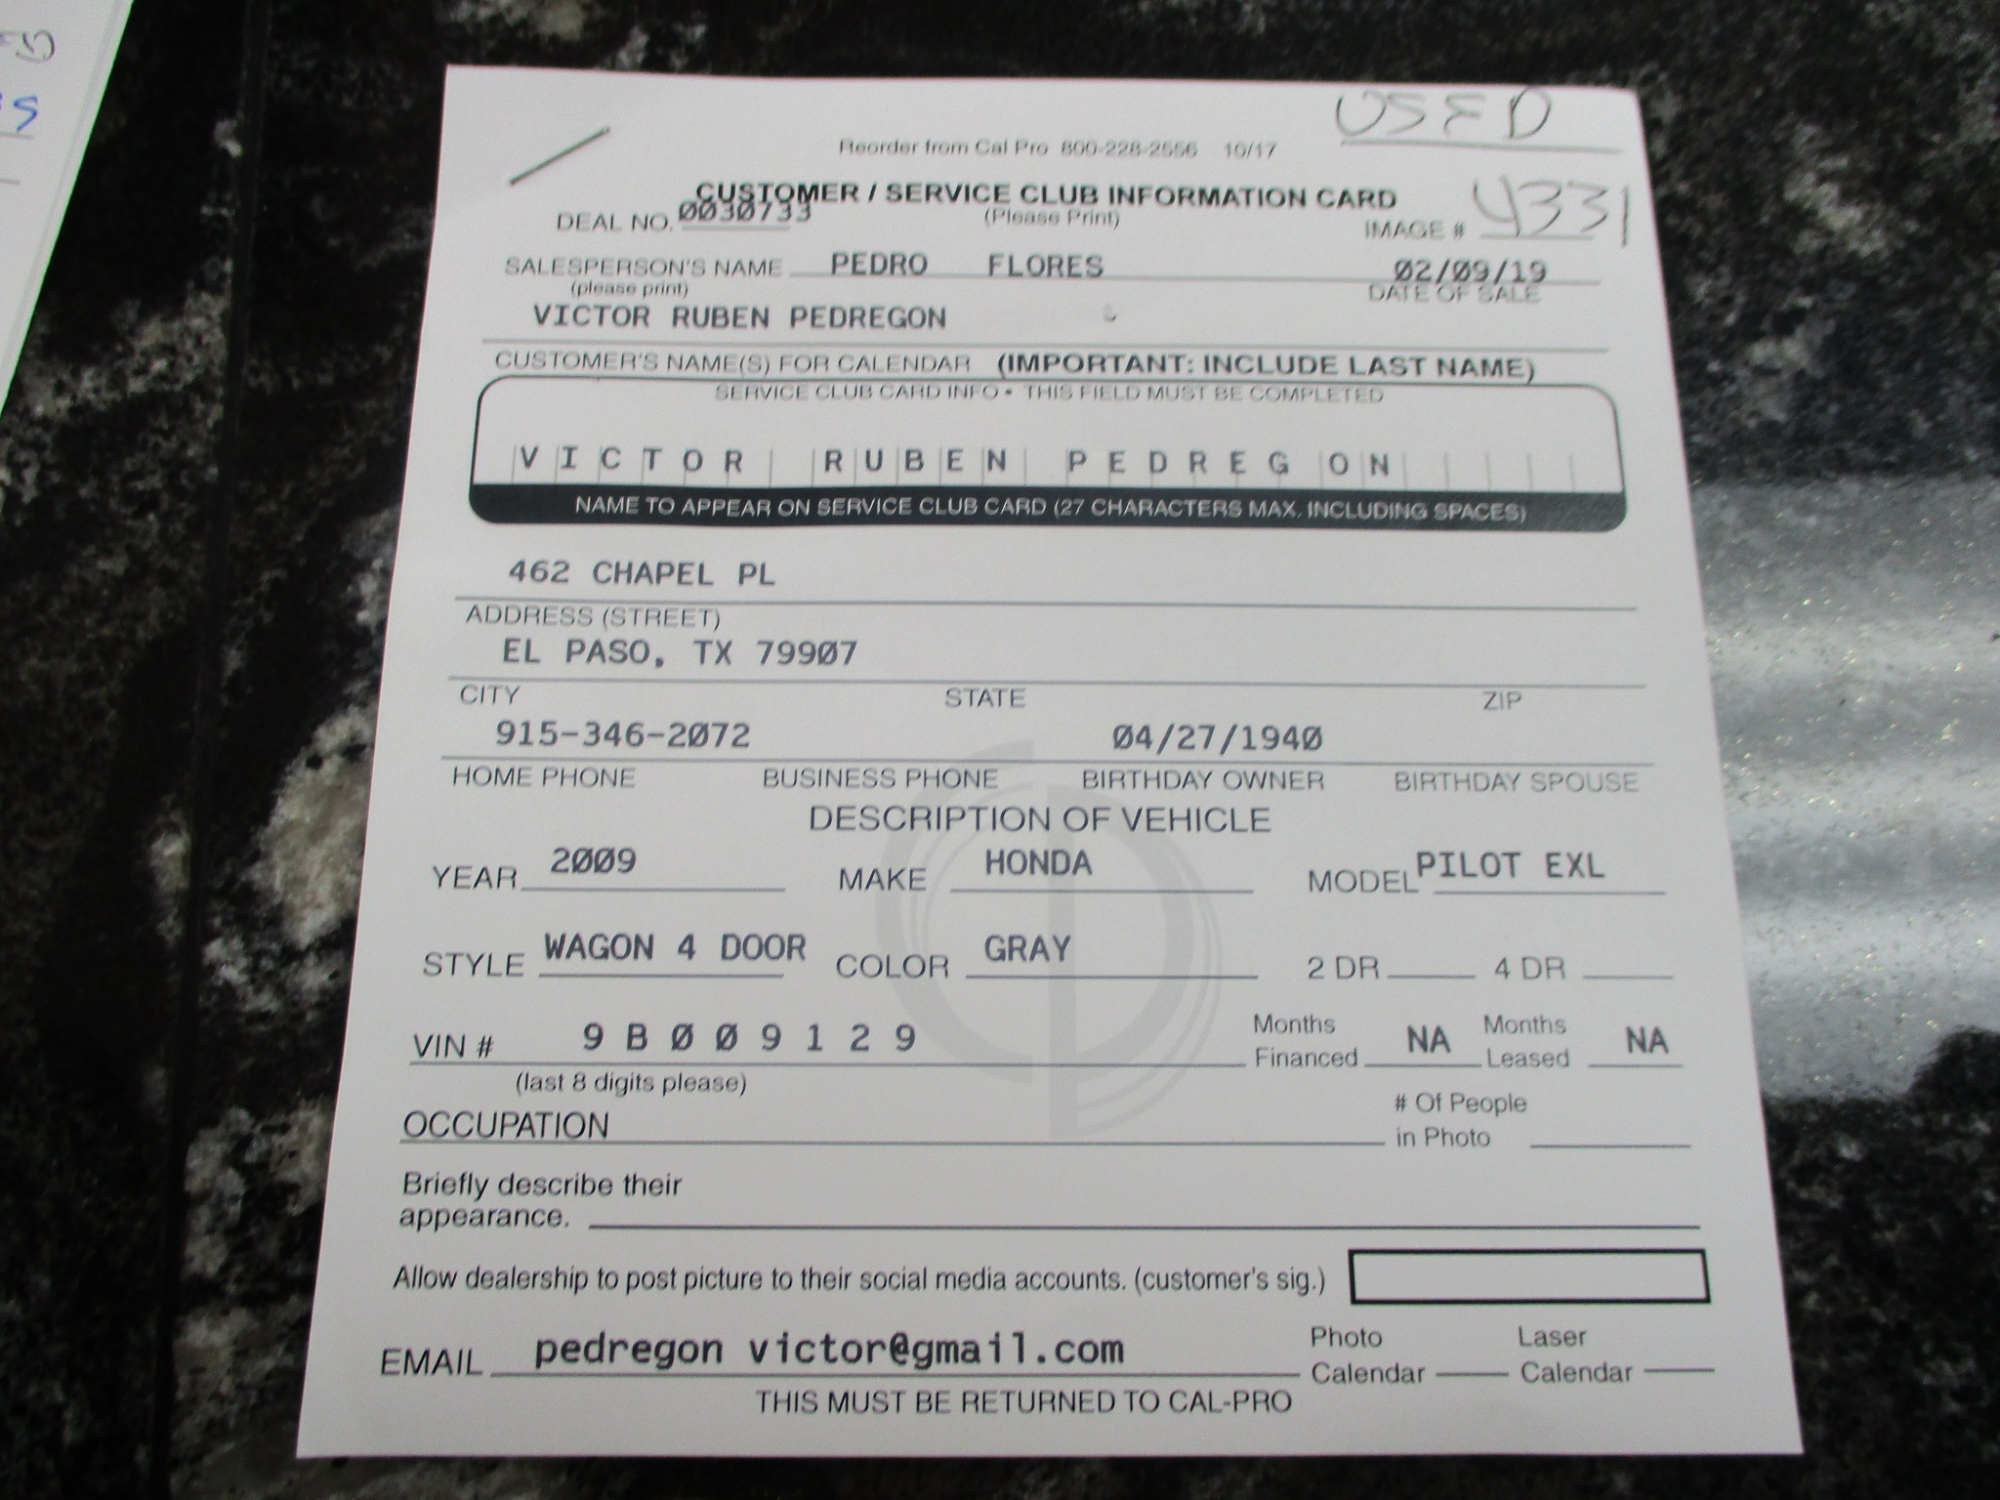 USED
Reorder from Cal Pro 800-228-2556 10/17
CUSTOMER / SERVICE CLUB INFORMATION CARD
DEAL NO. 0030733 (Please Print) IMAGE # 4331
SALESPERSON'S NAME PEDRO FLORES 02/09/19
(please print) DATE OF SALE
VICTOR RUBEN PEDREGON
CUSTOMER'S NAME(S) FOR CALENDAR (IMPORTANT: INCLUDE LAST NAME)
SERVICE CLUB CARD INFO • THIS FIELD MUST BE COMPLETED
VICTOR RUBEN PEDREGON
NAME TO APPEAR ON SERVICE CLUB CARD (27 CHARACTERS MAX. INCLUDING SPACES)
462 CHAPEL PL
ADDRESS (STREET)
EL PASO, TX 79907
CITY STATE ZIP
915-346-2072 04/27/1940
HOME PHONE BUSINESS PHONE BIRTHDAY OWNER BIRTHDAY SPOUSE
DESCRIPTION OF VEHICLE
YEAR 2009 MAKE HONDA MODEL PILOT EXL
STYLE WAGON 4 DOOR COLOR GRAY 2 DR 4 DR
VIN # 9B009129 Months Financed NA Months Leased NA
(last 8 digits please)
OCCUPATION # Of People in Photo
Briefly describe their
appearance.
Allow dealership to post picture to their social media accounts. (customer's sig.)
EMAIL pedregon victor@gmail.com Photo Calendar Laser Calendar
THIS MUST BE RETURNED TO CAL-PRO